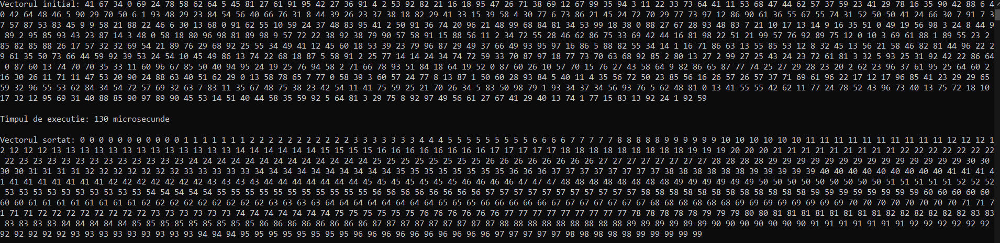 Vectorul initial: 41 67 34 0 69 24 78 58 62 64 5 45 81 27 61 91 95 42 27 36 91 4 2 53 92 82 21 16 18 95 47 26 71 38 69 12 67 99 35 94 3 11 22 33 73 64 41 11 53 68 47 44 62 57 37 59 23 41 29 78 16 35 90 42 88 6 4
0 42 64 48 46 5 90 29 70 50 6 1 93 48 29 23 84 54 56 40 66 76 31 8 44 39 26 23 37 38 18 82 29 41 33 15 39 58 4 30 77 6 73 86 21 45 24 72 70 29 77 73 97 12 86 90 61 36 55 67 55 74 31 52 50 50 41 24 66 30 7 91 7 3
7 57 87 53 83 45 9 9 58 21 88 22 46 6 30 13 68 0 91 62 55 10 59 24 37 48 83 95 41 2 50 91 36 74 20 96 21 48 99 68 84 81 34 53 99 18 38 0 88 27 67 28 93 48 83 7 21 10 17 13 14 9 16 35 51 0 49 19 56 98 3 24 8 44 9
89 2 95 85 93 43 23 87 14 3 48 0 58 18 80 96 98 81 89 98 9 57 72 22 38 92 38 79 90 57 58 91 15 88 56 11 2 34 72 55 28 46 62 86 75 33 69 42 44 16 81 98 22 51 21 99 57 76 92 89 75 12 0 10 3 69 61 88 1 89 55 23 2
85 82 85 88 26 17 57 32 32 69 54 21 89 76 29 68 92 25 55 34 49 41 12 45 60 18 53 39 23 79 96 87 29 49 37 66 49 93 95 97 16 86 5 88 82 55 34 14 1 16 71 86 63 13 55 85 53 12 8 32 45 13 56 21 58 46 82 81 44 96 22 2
9 61 35 50 73 66 44 59 92 39 53 24 54 10 45 49 86 13 74 22 68 18 87 5 58 91 2 25 77 14 14 24 34 74 72 59 33 70 87 97 18 77 73 70 63 68 92 85 2 80 13 27 2 99 27 25 43 24 23 72 61 81 3 32 5 93 25 31 92 42 22 86 64
0 87 60 13 74 70 70 35 33 11 60 96 67 85 50 40 94 95 24 19 25 76 94 58 2 71 66 78 93 51 84 18 64 19 52 0 87 60 26 10 57 70 15 76 27 43 58 64 9 82 86 65 87 77 74 25 27 29 28 23 20 2 62 23 96 37 61 95 25 64 60 2
16 30 26 11 71 11 47 53 20 90 24 88 63 40 51 62 29 0 13 58 78 65 7 77 0 58 39 3 60 57 24 77 8 13 87 1 50 60 28 93 84 5 40 11 4 35 56 72 50 23 85 56 16 26 57 26 57 37 71 69 61 96 22 17 12 17 96 85 41 23 29 29 65
59 32 96 55 53 62 84 34 54 72 57 69 32 63 7 83 11 35 67 48 75 38 23 42 54 11 41 75 59 25 21 70 26 34 5 83 50 98 79 1 93 34 37 34 56 93 76 5 62 48 81 0 13 41 55 55 42 62 11 77 24 78 52 43 96 73 40 13 75 72 18 10
17 32 12 95 69 31 40 88 85 90 97 89 90 45 53 14 51 40 44 58 35 59 92 5 64 81 3 29 75 8 92 97 49 56 61 27 67 41 29 40 13 74 1 77 15 83 13 92 24 1 92 59
Timpul de executie: 130 microsecunde
Vectorul sortat: 0 0 0 0 0 0 0 0 0 0 0 1 1 1 1 1 1 1 2 2 2 2 2 2 2 2 2 2 2 3 3 3 3 3 3 3 4 4 4 5 5 5 5 5 5 5 5 5 6 6 6 6 7 7 7 7 7 8 8 8 8 8 9 9 9 9 9 9 10 10 10 10 10 10 11 11 11 11 11 11 11 11 11 11 12 12 12 1
2 12 12 12 13 13 13 13 13 13 13 13 13 13 13 13 13 14 14 14 14 14 14 15 15 15 15 16 16 16 16 16 16 16 16 17 17 17 17 17 18 18 18 18 18 18 18 18 18 19 19 19 20 20 20 21 21 21 21 21 21 21 21 21 22 22 22 22 22 22 22
22 23 23 23 23 23 23 23 23 23 23 23 23 24 24 24 24 24 24 24 24 24 24 24 24 24 25 25 25 25 25 25 25 25 26 26 26 26 26 26 26 26 27 27 27 27 27 27 27 27 28 28 28 28 29 29 29 29 29 29 29 29 29 29 29 29 29 29 30 30
30 30 31 31 31 31 32 32 32 32 32 32 32 33 33 33 33 33 34 34 34 34 34 34 34 34 34 34 35 35 35 35 35 35 35 35 36 36 36 37 37 37 37 37 37 37 37 38 38 38 38 38 38 39 39 39 39 39 40 40 40 40 40 40 40 40 40 41 41 41 4
1 41 41 41 41 41 41 41 42 42 42 42 42 42 42 43 43 43 43 44 44 44 44 44 44 44 45 45 45 45 45 45 45 46 46 46 46 47 47 47 48 48 48 48 48 48 48 48 49 49 49 49 49 49 50 50 50 50 50 50 50 50 50 51 51 51 51 51 52 52 52
53 53 53 53 53 53 53 53 53 53 54 54 54 54 54 55 55 55 55 55 55 55 55 55 55 55 56 56 56 56 56 56 56 56 57 57 57 57 57 57 57 57 57 57 57 58 58 58 58 58 58 58 58 58 58 58 58 59 59 59 59 59 59 59 59 60 60 60 60 60
60 60 61 61 61 61 61 61 61 61 62 62 62 62 62 62 62 62 62 63 63 63 63 64 64 64 64 64 64 64 64 65 65 65 66 66 66 66 66 67 67 67 67 67 67 67 68 68 68 68 68 68 69 69 69 69 69 69 69 69 70 70 70 70 70 70 70 70 71 71 7
1 71 71 72 72 72 72 72 72 72 72 73 73 73 73 73 73 74 74 74 74 74 74 74 75 75 75 75 75 75 76 76 76 76 76 76 77 77 77 77 77 77 77 77 77 78 78 78 78 78 79 79 79 80 80 81 81 81 81 81 81 81 81 82 82 82 82 82 82 83 83
83 83 83 83 84 84 84 84 84 85 85 85 85 85 85 85 85 85 86 86 86 86 86 86 86 86 87 87 87 87 87 87 87 87 87 88 88 88 88 88 88 88 88 88 89 89 89 89 89 89 90 90 90 90 90 90 90 91 91 91 91 91 91 91 92 92 92 92 92 92
92 92 92 92 92 93 93 93 93 93 93 93 93 93 94 94 94 95 95 95 95 95 95 95 95 96 96 96 96 96 96 96 96 96 96 97 97 97 97 97 98 98 98 98 98 99 99 99 99 99